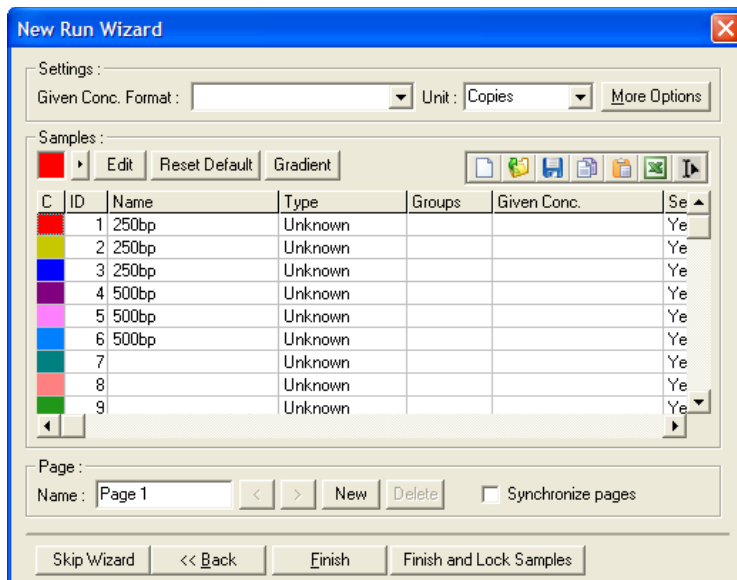 New Run Wizard
Settings :
Given Conc. Format : Unit : Copies More Options
Samples :
Edit Reset Default Gradient
C ID Name Type Groups Given Conc. Se
1 250bp Unknown Ye
2 250bp Unknown Ye
3 250bp Unknown Ye
4 500bp Unknown Ye
5 500bp Unknown Ye
6 500bp Unknown Ye
7 Unknown Ye
8 Unknown Ye
9 Unknown Ye
Page :
Name : Page 1 < > New Delete Synchronize pages
Skip Wizard << Back Finish Finish and Lock Samples